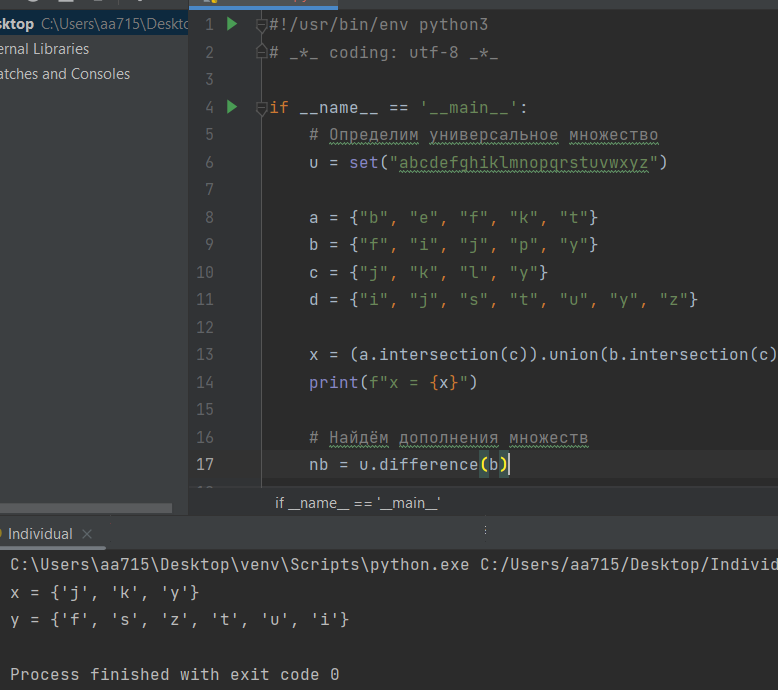 sktop C:\Users\aa715\Deskto
ernal Libraries
atches and Consoles
1 #!/usr/bin/env python3
2 # _*_ coding: utf-8 _*_
3
4 if __name__ == '__main__':
5 # Определим универсальное множество
6 u = set("abcdefghiklmnopqrstuvwxyz")
7
8 a = {"b", "e", "f", "k", "t"}
9 b = {"f", "i", "j", "p", "y"}
10 c = {"j", "k", "l", "y"}
11 d = {"i", "j", "s", "t", "u", "y", "z"}
12
13 x = (a.intersection(c)).union(b.intersection(c)
14 print(f"x = {x}")
15
16 # Найдём дополнения множеств
17 nb = u.difference(b)
if __name__ == '__main__'
Individual
C:\Users\aa715\Desktop\venv\Scripts\python.exe C:/Users/aa715/Desktop/Individ
x = {'j', 'k', 'y'}
y = {'f', 's', 'z', 't', 'u', 'i'}
Process finished with exit code 0